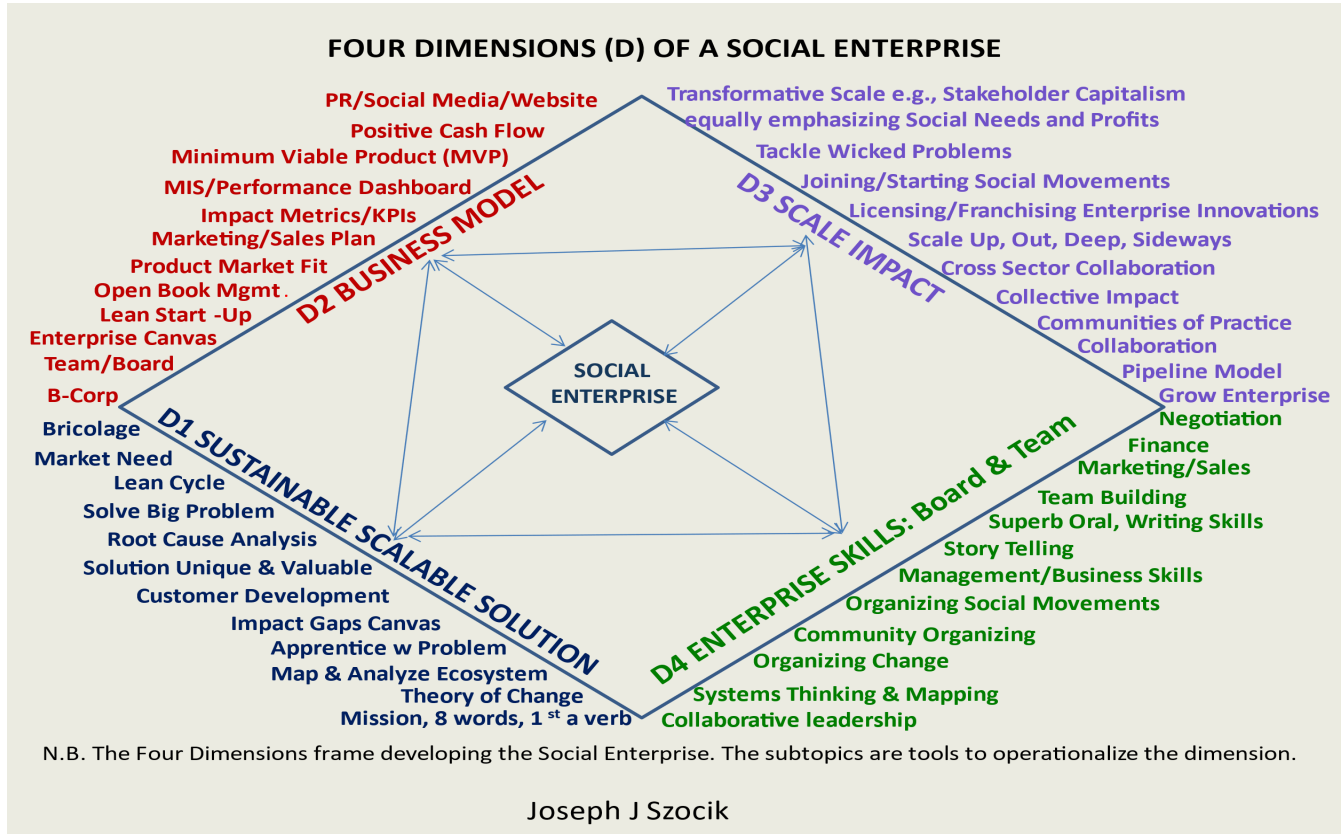 FOUR DIMENSIONS (D) OF A SOCIAL ENTERPRISE
PR/Social Media/Website
Positive Cash Flow
Minimum Viable Product (MVP)
MIS/Performance Dashboard
Impact Metrics/KPIs
Marketing/Sales Plan
Product Market Fit
Open Book Mgmt.
Lean Start -Up
Enterprise Canvas
Team/Board
B-Corp
D2 BUSINESS MODEL
Transformative Scale e.g., Stakeholder Capitalism
equally emphasizing Social Needs and Profits
Tackle Wicked Problems
Joining/Starting Social Movements
Licensing/Franchising Enterprise Innovations
Scale Up, Out, Deep, Sideways
Cross Sector Collaboration
Collective Impact
Communities of Practice
Collaboration
Pipeline Model
Grow Enterprise
D3 SCALE IMPACT
SOCIAL
ENTERPRISE
Bricolage
Market Need
Lean Cycle
Solve Big Problem
Root Cause Analysis
Solution Unique & Valuable
Customer Development
Impact Gaps Canvas
Apprentice w Problem
Map & Analyze Ecosystem
Theory of Change
Mission, 8 words, 1 st a verb
D1 SUSTAINABLE SCALABLE SOLUTION
Negotiation
Finance
Marketing/Sales
Team Building
Superb Oral, Writing Skills
Story Telling
Management/Business Skills
Organizing Social Movements
Community Organizing
Organizing Change
Systems Thinking & Mapping
Collaborative leadership
D4 ENTERPRISE SKILLS: Board & Team
N.B. The Four Dimensions frame developing the Social Enterprise. The subtopics are tools to operationalize the dimension.
Joseph J Szocik